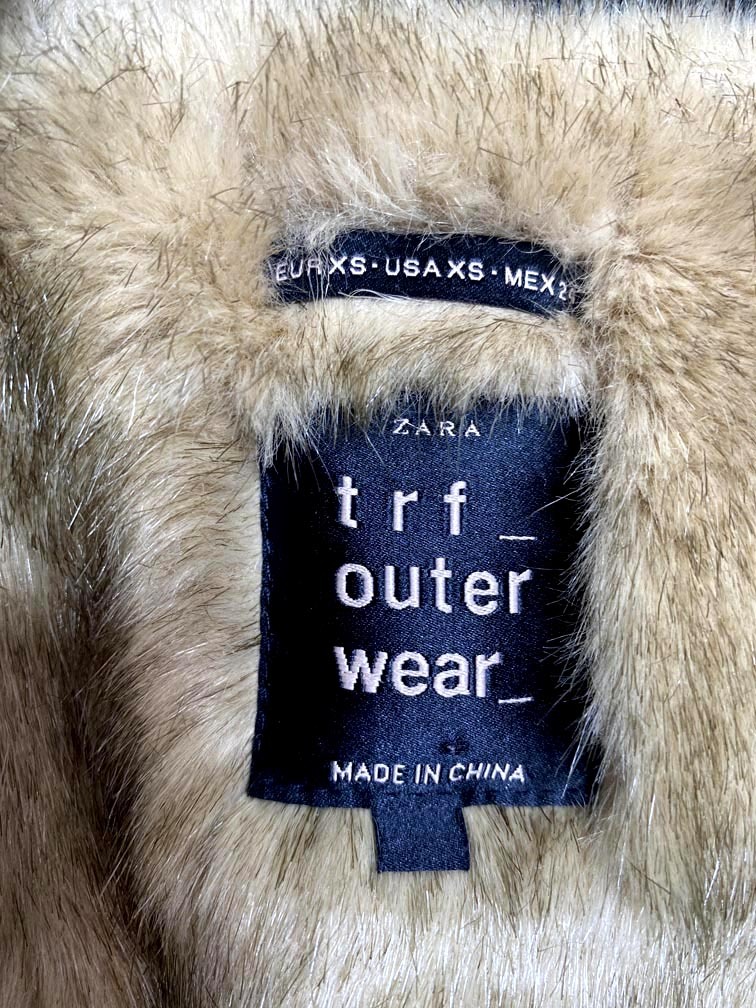 EUR XS · USA XS · MEX
ZARA
trf_
outer
wear_
MADE IN CHINA